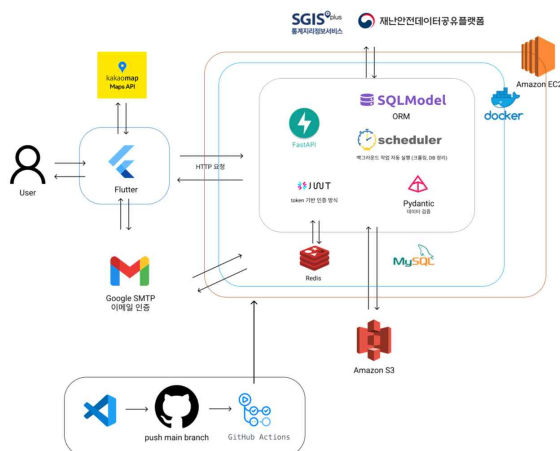 SGIS plus
통계지리정보서비스
재난안전데이터공유플랫폼
kakaomap
Maps API
Amazon EC2
docker
SQLModel
ORM
FastAPI
scheduler
백그라운드 작업 자동 실행 (크롤링, DB 정리)
User
Flutter
HTTP 요청
JWT
token 기반 인증 방식
Pydantic
데이터 검증
Redis
MySQL
Google SMTP
이메일 인증
Amazon S3
push main branch
GitHub Actions